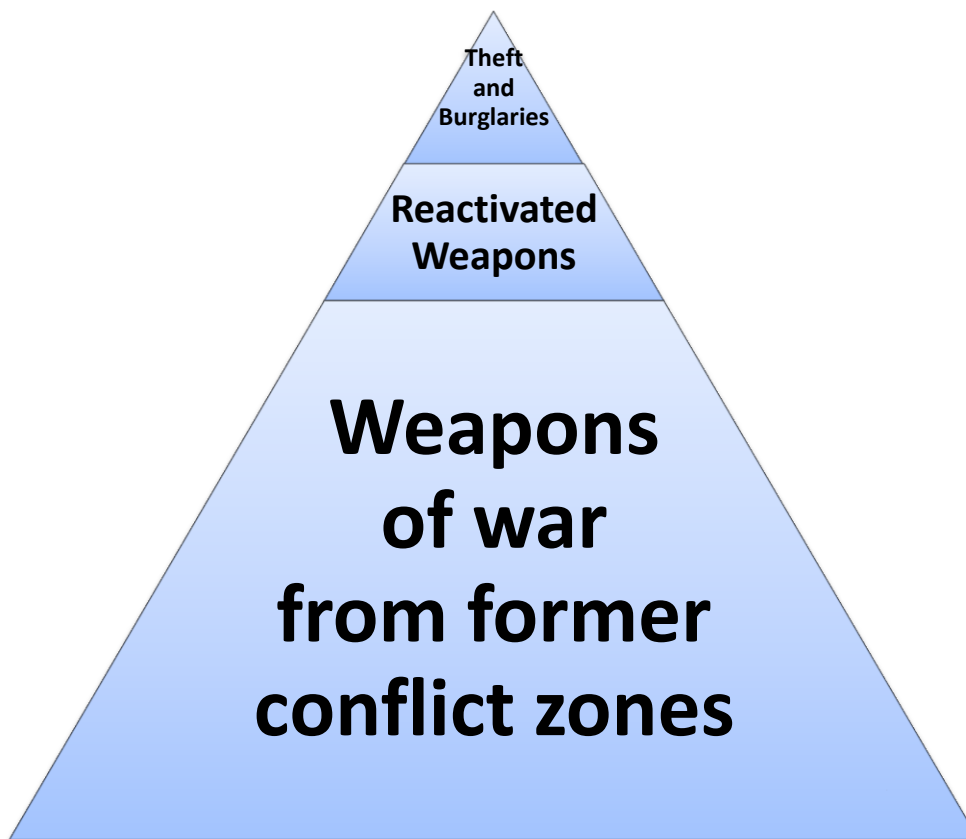 Theft
and
Burglaries
Reactivated
Weapons
Weapons
of war
from former
conflict zones